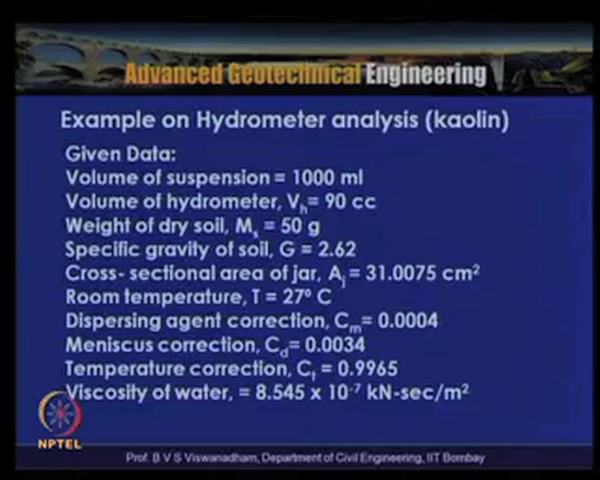 Advanced Geotechnical Engineering
Example on Hydrometer analysis (kaolin)
Given Data:
Volume of suspension = 1000 ml
Volume of hydrometer, Vh= 90 cc
Weight of dry soil, Ms = 50 g
Specific gravity of soil, G = 2.62
Cross- sectional area of jar, Aj = 31.0075 cm²
Room temperature, T = 27º C
Dispersing agent correction, Cm= 0.0004
Meniscus correction, Cd= 0.0034
Temperature correction, Ct = 0.9965
Viscosity of water, = 8.545 x 10⁻⁷ kN-sec/m²
NPTEL
Prof. B V S Viswanadham, Department of Civil Engineering, IIT Bombay